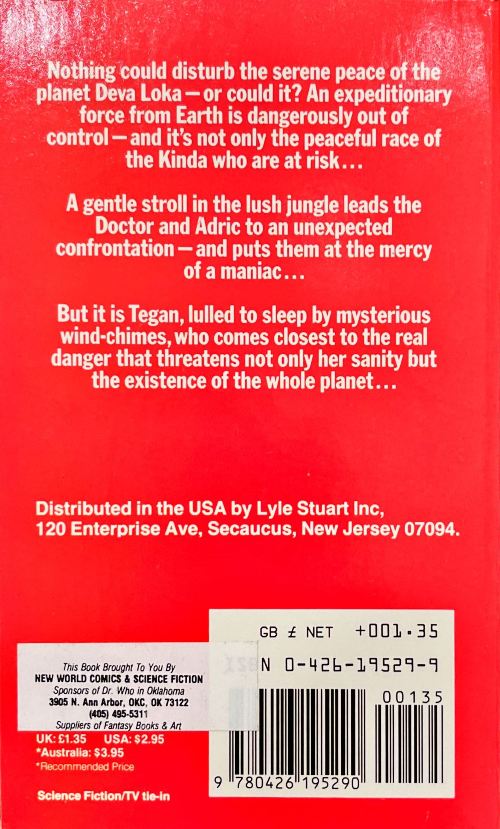 Nothing could disturb the serene peace of the
planet Deva Loka — or could it? An expeditionary
force from Earth is dangerously out of
control — and it's not only the peaceful race of
the Kinda who are at risk...
A gentle stroll in the lush jungle leads the
Doctor and Adric to an unexpected
confrontation — and puts them at the mercy
of a maniac...
But it is Tegan, lulled to sleep by mysterious
wind-chimes, who comes closest to the real
danger that threatens not only her sanity but
the existence of the whole planet...
Distributed in the USA by Lyle Stuart Inc,
120 Enterprise Ave, Secaucus, New Jersey 07094.
GB £ NET +001.35
ISBN 0-426-19529-9
00135
9 780426 195290
This Book Brought To You By
NEW WORLD COMICS & SCIENCE FICTION
Sponsors of Dr. Who in Oklahoma
3905 N. Ann Arbor, OKC, OK 73122
(405) 495-5311
Suppliers of Fantasy Books & Art
UK: £1.35 USA: $2.95
*Australia: $3.95
*Recommended Price
Science Fiction/TV tie-in